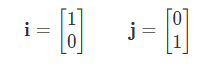 i = [1 0] j = [0 1]